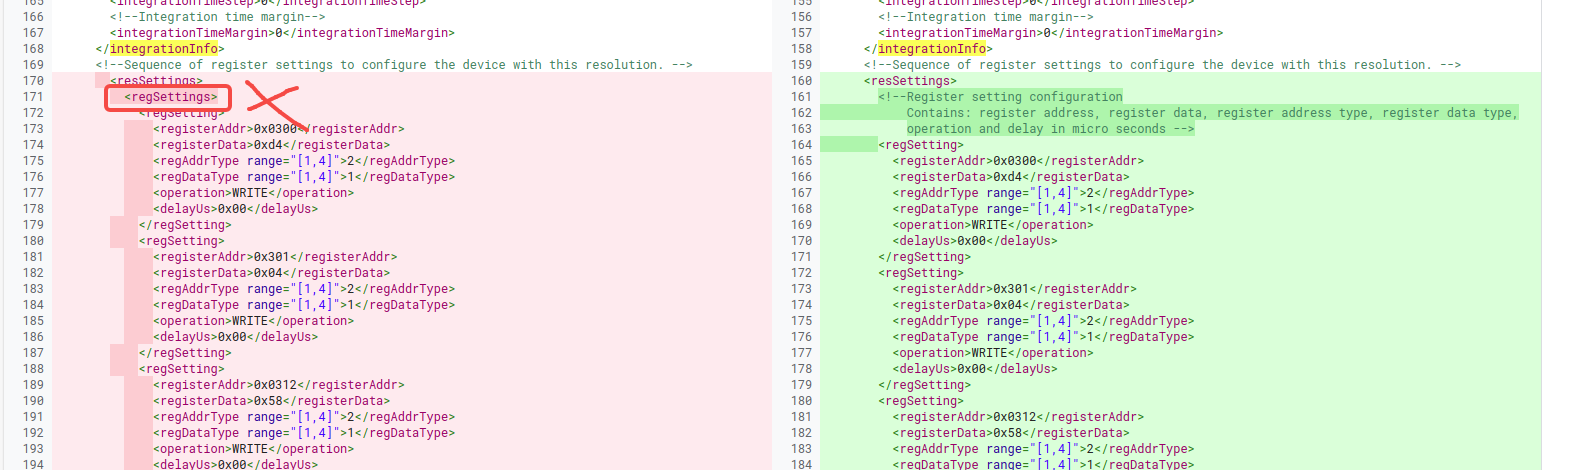 165 <integrationTimeStep>0</integrationTimeStep>
166 <!--Integration time margin-->
167 <integrationTimeMargin>0</integrationTimeMargin>
168 </integrationInfo>
169 <!--Sequence of register settings to configure the device with this resolution. -->
170 <resSettings>
171 <regSettings>
172 <regSetting>
173 <registerAddr>0x0300</registerAddr>
174 <registerData>0xd4</registerData>
175 <regAddrType range="[1,4]">2</regAddrType>
176 <regDataType range="[1,4]">1</regDataType>
177 <operation>WRITE</operation>
178 <delayUs>0x00</delayUs>
179 </regSetting>
180 <regSetting>
181 <registerAddr>0x301</registerAddr>
182 <registerData>0x04</registerData>
183 <regAddrType range="[1,4]">2</regAddrType>
184 <regDataType range="[1,4]">1</regDataType>
185 <operation>WRITE</operation>
186 <delayUs>0x00</delayUs>
187 </regSetting>
188 <regSetting>
189 <registerAddr>0x0312</registerAddr>
190 <registerData>0x58</registerData>
191 <regAddrType range="[1,4]">2</regAddrType>
192 <regDataType range="[1,4]">1</regDataType>
193 <operation>WRITE</operation>
194 <delayUs>0x00</delayUs>
155 <integrationTimeStep>0</integrationTimeStep>
156 <!--Integration time margin-->
157 <integrationTimeMargin>0</integrationTimeMargin>
158 </integrationInfo>
159 <!--Sequence of register settings to configure the device with this resolution. -->
160 <resSettings>
161 <!--Register setting configuration
162 Contains: register address, register data, register address type, register data type,
163 operation and delay in micro seconds -->
164 <regSetting>
165 <registerAddr>0x0300</registerAddr>
166 <registerData>0xd4</registerData>
167 <regAddrType range="[1,4]">2</regAddrType>
168 <regDataType range="[1,4]">1</regDataType>
169 <operation>WRITE</operation>
170 <delayUs>0x00</delayUs>
171 </regSetting>
172 <regSetting>
173 <registerAddr>0x301</registerAddr>
174 <registerData>0x04</registerData>
175 <regAddrType range="[1,4]">2</regAddrType>
176 <regDataType range="[1,4]">1</regDataType>
177 <operation>WRITE</operation>
178 <delayUs>0x00</delayUs>
179 </regSetting>
180 <regSetting>
181 <registerAddr>0x0312</registerAddr>
182 <registerData>0x58</registerData>
183 <regAddrType range="[1,4]">2</regAddrType>
184 <regDataType range="[1,4]">1</regDataType>